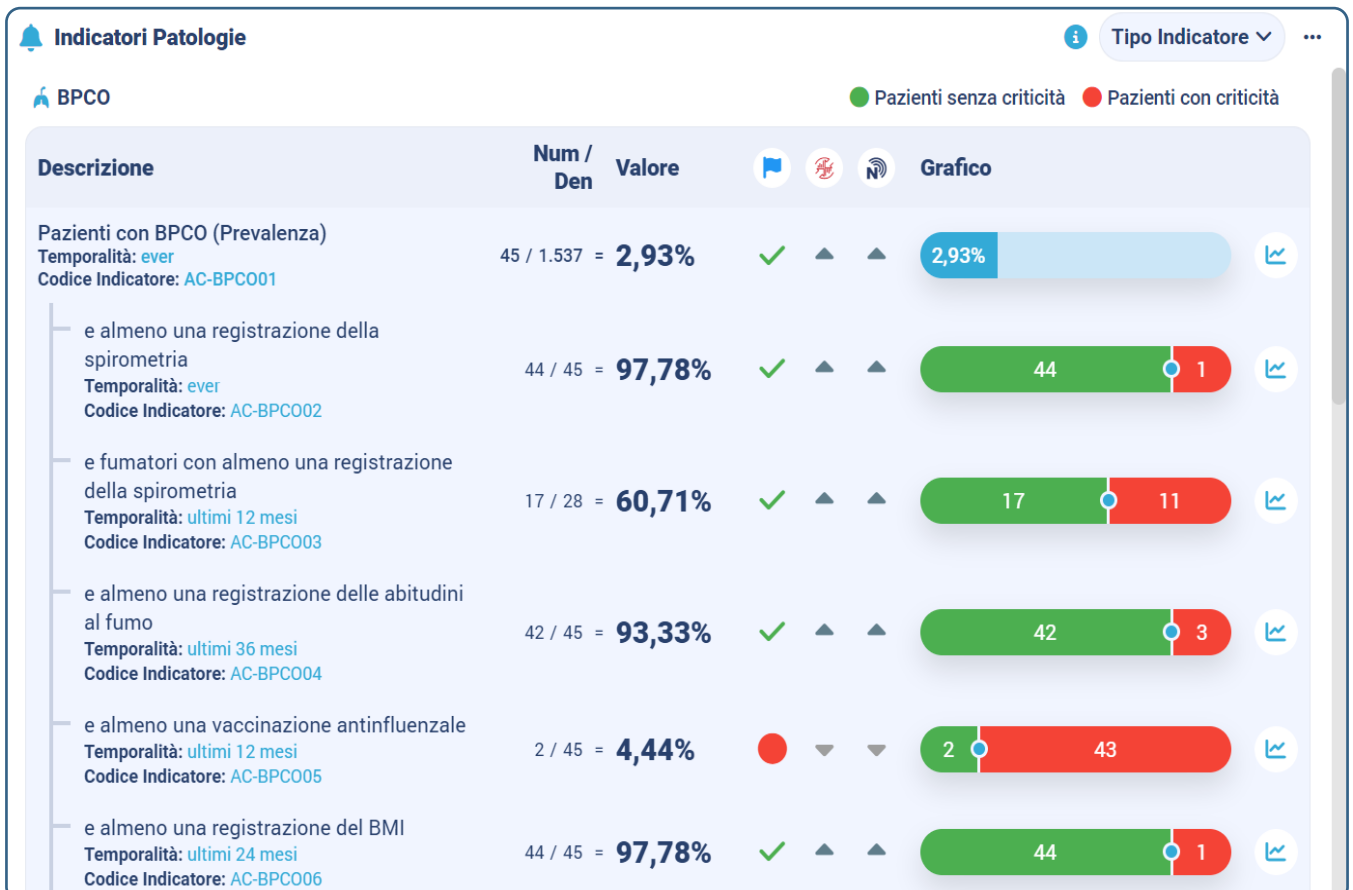 Indicatori Patologie
i
Tipo Indicatore
BPCO
Pazienti senza criticità
Pazienti con criticità
Descrizione
Num /
Den
Valore
N
Grafico
Pazienti con BPCO (Prevalenza)
Temporalità: ever
Codice Indicatore: AC-BPCO01
45 / 1.537 = 2,93%
2,93%
e almeno una registrazione della
spirometria
Temporalità: ever
Codice Indicatore: AC-BPCO02
44 / 45 = 97,78%
44
1
e fumatori con almeno una registrazione
della spirometria
Temporalità: ultimi 12 mesi
Codice Indicatore: AC-BPCO03
17 / 28 = 60,71%
17
11
e almeno una registrazione delle abitudini
al fumo
Temporalità: ultimi 36 mesi
Codice Indicatore: AC-BPCO04
42 / 45 = 93,33%
42
3
e almeno una vaccinazione antinfluenzale
Temporalità: ultimi 12 mesi
Codice Indicatore: AC-BPCO05
2 / 45 = 4,44%
2
43
e almeno una registrazione del BMI
Temporalità: ultimi 24 mesi
Codice Indicatore: AC-BPCO06
44 / 45 = 97,78%
44
1